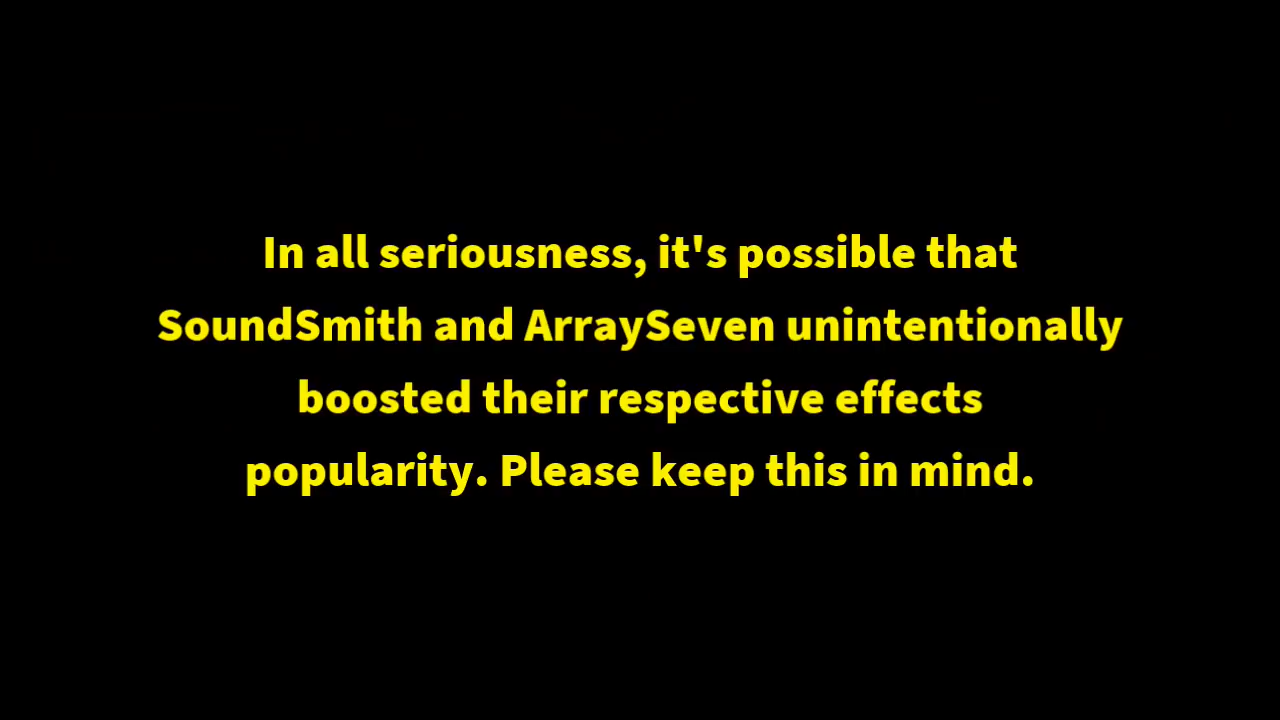 In all seriousness, it's possible that
SoundSmith and ArraySeven unintentionally
boosted their respective effects
popularity. Please keep this in mind.